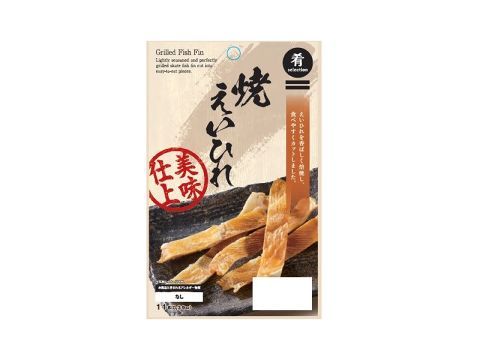 Grilled Fish Fin
Lightly seasoned and perfectly
grilled skate fish fin cut into
easy-to-eat pieces.
肴
selection
焼えいひれ
えいひれを香ばしく焙焼し、
食べやすくカットしました。
美味
仕上
なし